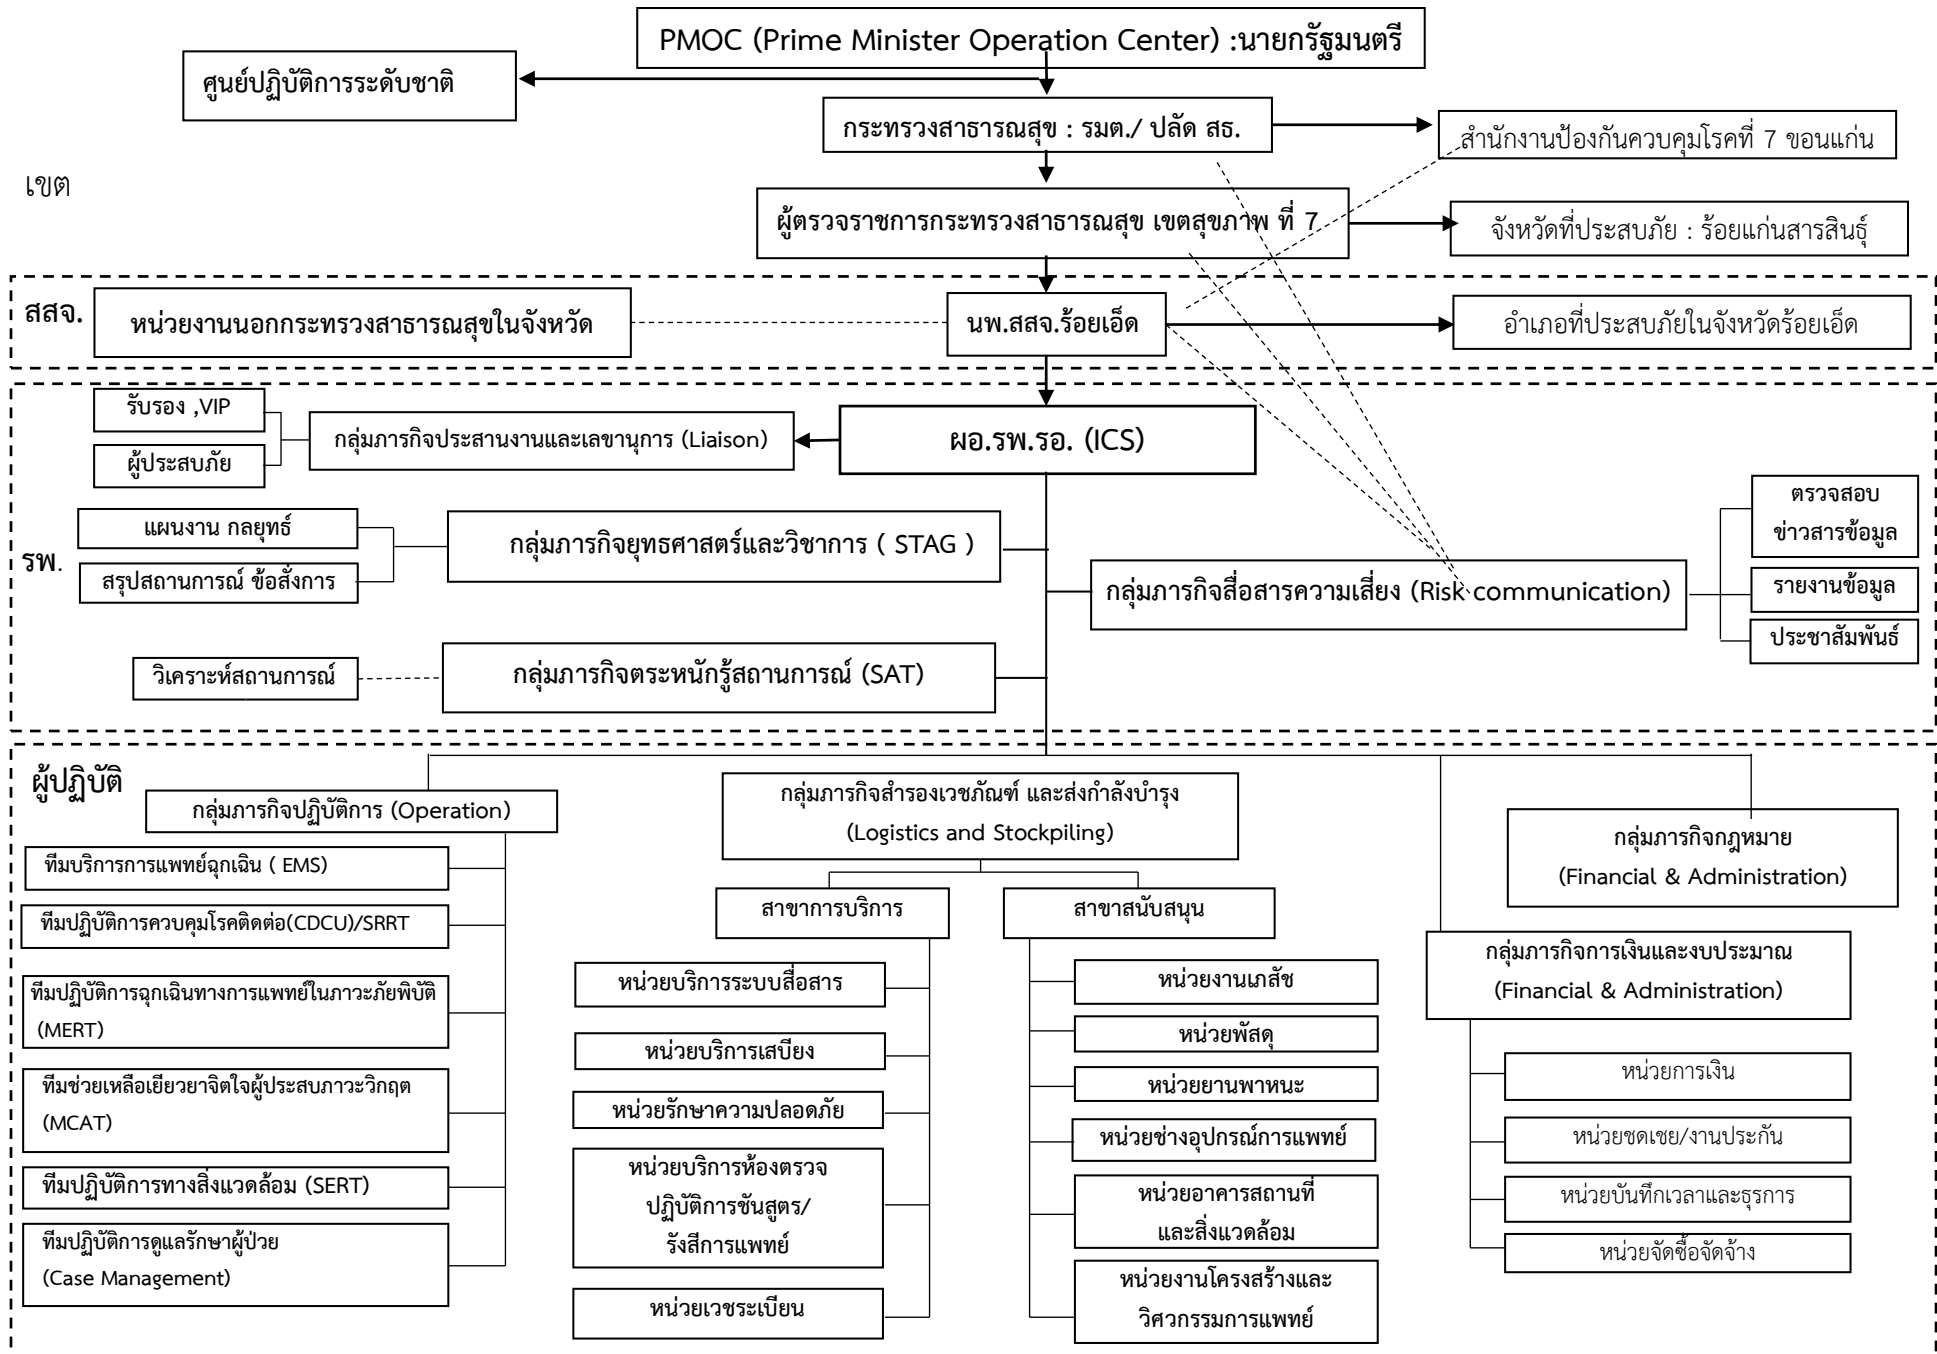 PMOC (Prime Minister Operation Center) :นายกรัฐมนตรี
ศูนย์ปฏิบัติการระดับชาติ
กระทรวงสาธารณสุข : รมต./ ปลัด สธ.
สำนักงานป้องกันควบคุมโรคที่ 7 ขอนแก่น
เขต
ผู้ตรวจราชการกระทรวงสาธารณสุข เขตสุขภาพ ที่ 7
จังหวัดที่ประสบภัย : ร้อยแก่นสารสินธุ์
สสจ.
หน่วยงานนอกกระทรวงสาธารณสุขในจังหวัด
นพ.สสจ.ร้อยเอ็ด
อำเภอที่ประสบภัยในจังหวัดร้อยเอ็ด
รับรอง ,VIP
ผู้ประสบภัย
กลุ่มภารกิจประสานงานและเลขานุการ (Liaison)
ผอ.รพ.รอ. (ICS)
รพ.
แผนงาน กลยุทธ์
สรุปสถานการณ์ ข้อสั่งการ
กลุ่มภารกิจยุทธศาสตร์และวิชาการ ( STAG )
กลุ่มภารกิจสื่อสารความเสี่ยง (Risk communication)
ตรวจสอบ
ข่าวสารข้อมูล
รายงานข้อมูล
ประชาสัมพันธ์
วิเคราะห์สถานการณ์
กลุ่มภารกิจตระหนักรู้สถานการณ์ (SAT)
ผู้ปฏิบัติ
กลุ่มภารกิจปฏิบัติการ (Operation)
ทีมบริการการแพทย์ฉุกเฉิน ( EMS)
ทีมปฏิบัติการควบคุมโรคติดต่อ(CDCU)/SRRT
ทีมปฏิบัติการฉุกเฉินทางการแพทย์ในภาวะภัยพิบัติ
(MERT)
ทีมช่วยเหลือเยียวยาจิตใจผู้ประสบภาวะวิกฤต
(MCAT)
ทีมปฏิบัติการทางสิ่งแวดล้อม (SERT)
ทีมปฏิบัติการดูแลรักษาผู้ป่วย
(Case Management)
กลุ่มภารกิจสำรองเวชภัณฑ์ และส่งกำลังบำรุง
(Logistics and Stockpiling)
สาขาการบริการ
หน่วยบริการระบบสื่อสาร
หน่วยบริการเสบียง
หน่วยรักษาความปลอดภัย
หน่วยบริการห้องตรวจ
ปฏิบัติการชันสูตร/
รังสีการแพทย์
หน่วยเวชระเบียน
สาขาสนับสนุน
หน่วยงานเภสัช
หน่วยพัสดุ
หน่วยยานพาหนะ
หน่วยช่างอุปกรณ์การแพทย์
หน่วยอาคารสถานที่
และสิ่งแวดล้อม
หน่วยงานโครงสร้างและ
วิศวกรรมการแพทย์
กลุ่มภารกิจกฎหมาย
(Financial & Administration)
กลุ่มภารกิจการเงินและงบประมาณ
(Financial & Administration)
หน่วยการเงิน
หน่วยชดเชย/งานประกัน
หน่วยบันทึกเวลาและธุรการ
หน่วยจัดซื้อจัดจ้าง